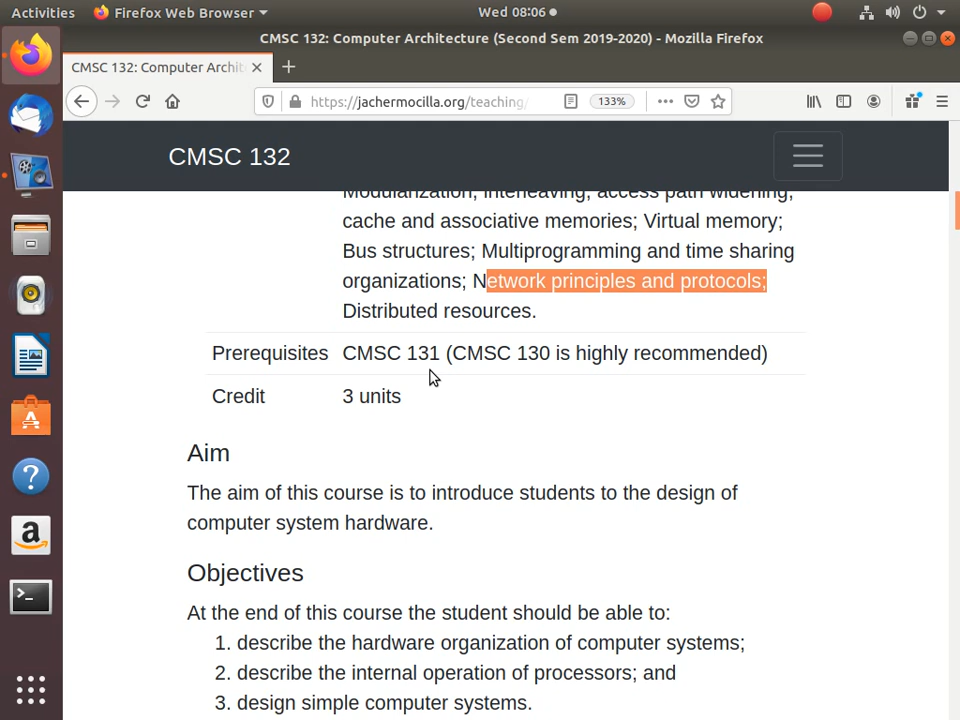 Activities
Firefox Web Browser
Wed 08:06
CMSC 132: Computer Architecture (Second Sem 2019-2020) - Mozilla Firefox
CMSC 132: Computer Archit
https://jachermocilla.org/teaching/
133%
CMSC 132
Modularization, interleaving, access path widening,
cache and associative memories; Virtual memory;
Bus structures; Multiprogramming and time sharing
organizations; Network principles and protocols;
Distributed resources.
Prerequisites CMSC 131 (CMSC 130 is highly recommended)
Credit 3 units
Aim
The aim of this course is to introduce students to the design of
computer system hardware.
Objectives
At the end of this course the student should be able to:
1. describe the hardware organization of computer systems;
2. describe the internal operation of processors; and
3. design simple computer systems.